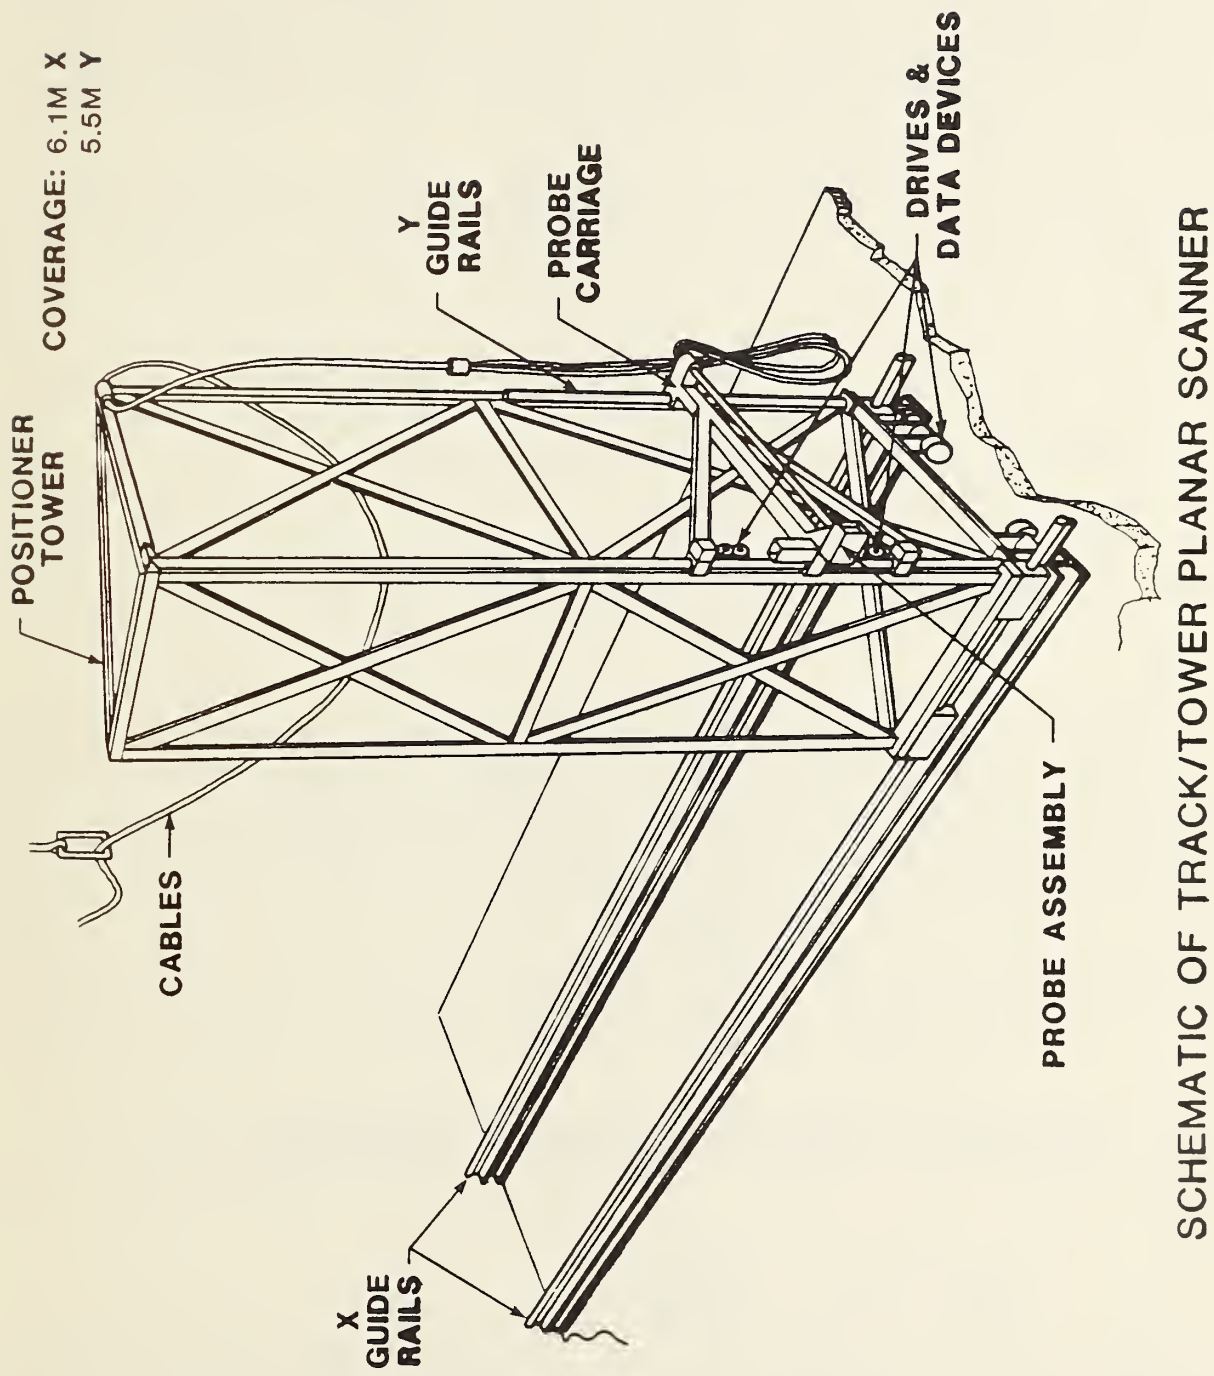 POSITIONER
TOWER
COVERAGE: 6.1M X
5.5M Y
Y
GUIDE
RAILS
PROBE
CARRIAGE
DRIVES &
DATA DEVICES
CABLES
X
GUIDE
RAILS
PROBE ASSEMBLY
SCHEMATIC OF TRACK/TOWER PLANAR SCANNER